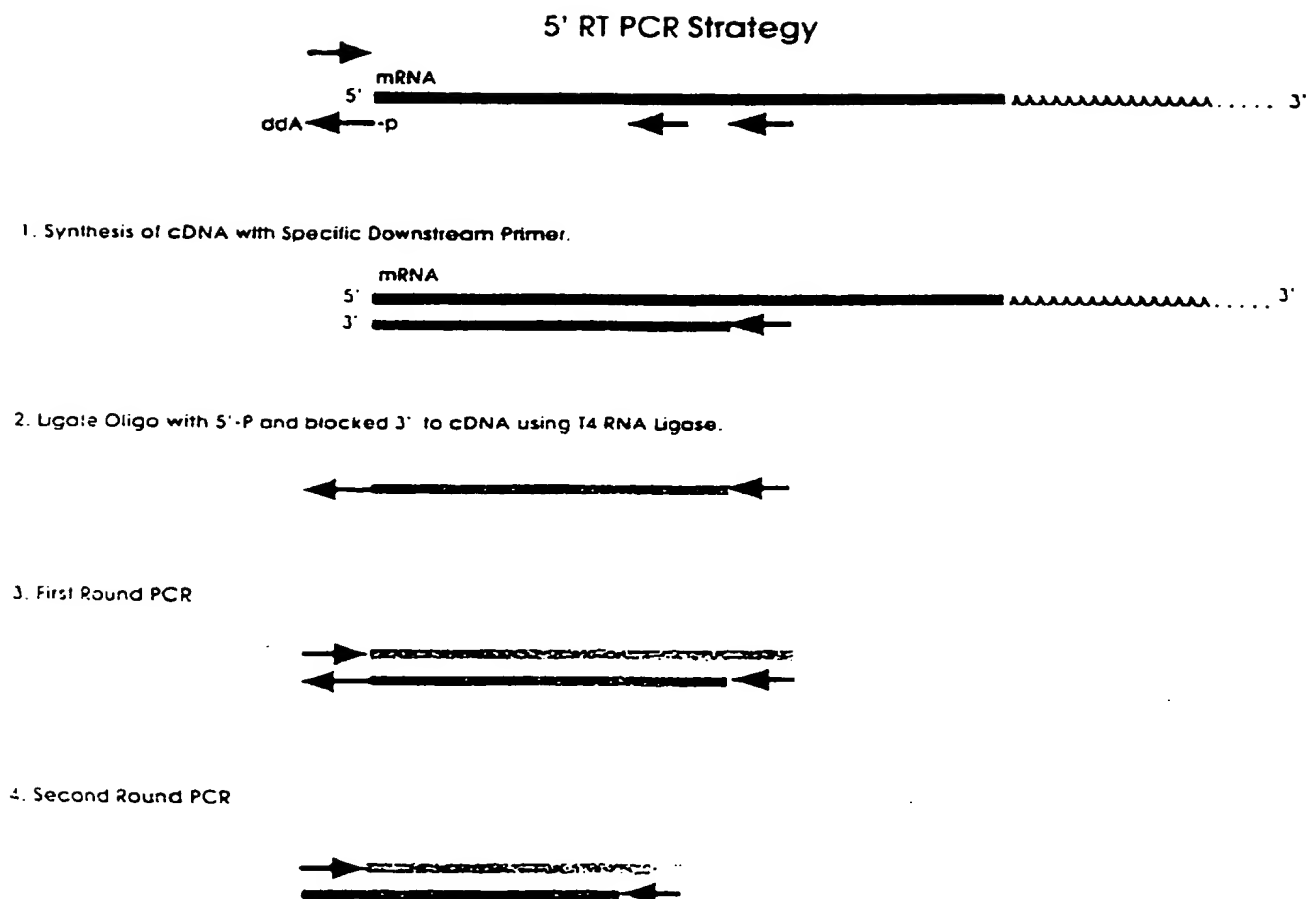 5' RT PCR Strategy
mRNA
5'
3'
ddA
-p
1. Synthesis of cDNA with Specific Downstream Primer.
mRNA
5'
3'
3'
2. Ligate Oligo with 5'-P and blocked 3' to cDNA using T4 RNA Ligase.
3. First Round PCR
4. Second Round PCR